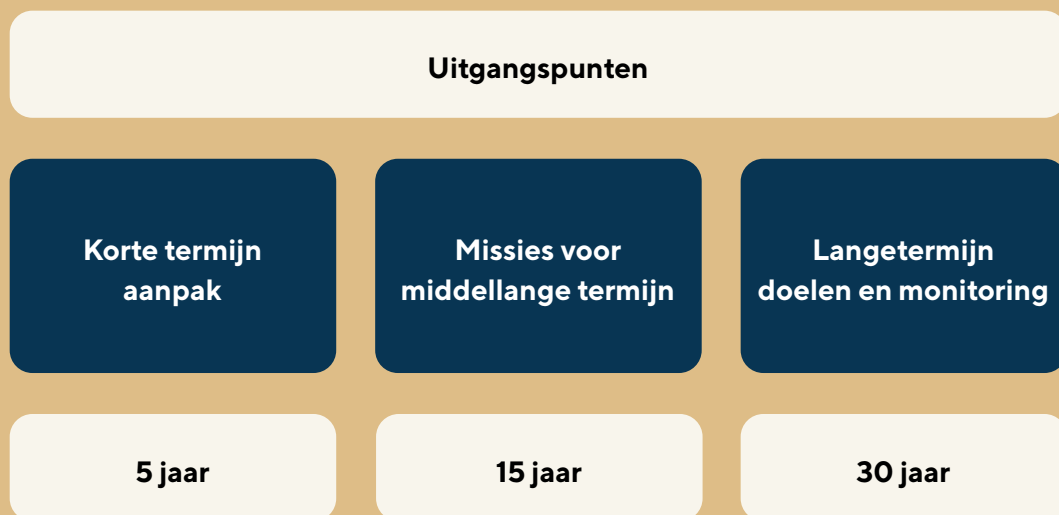 Uitgangspunten
Korte termijn
aanpak
Missies voor
middellange termijn
Langetermijn
doelen en monitoring
5 jaar
15 jaar
30 jaar